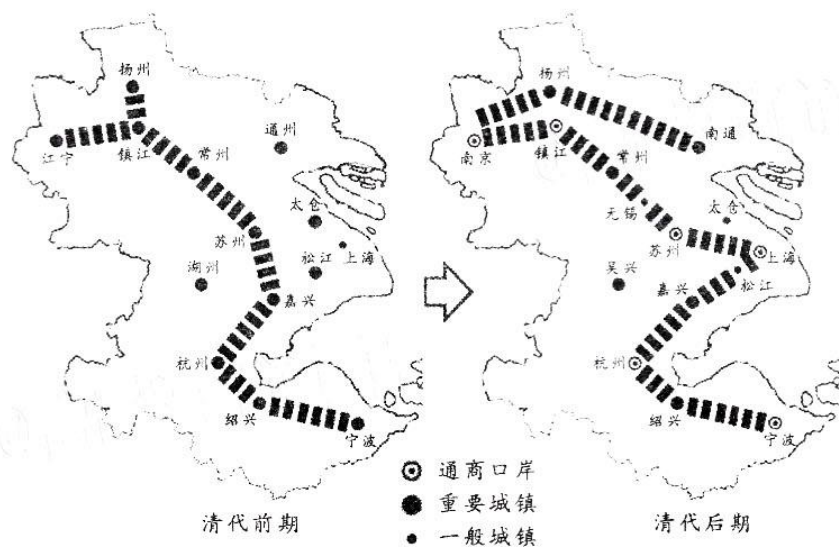 扬州
通州
江宁
镇江
常州
太仓
苏州
上海
湖州
松江
嘉兴
杭州
绍兴
宁波
清代前期
扬州
南京
镇江
常州
南通
无锡
太仓
苏州
上海
吴兴
松江
嘉兴
杭州
绍兴
宁波
清代后期
通商口岸
重要城镇
一般城镇